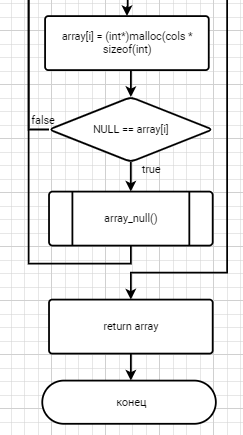 array[i] = (int*)malloc(cols *
sizeof(int)
false
NULL == array[i]
true
array_null()
return array
конец